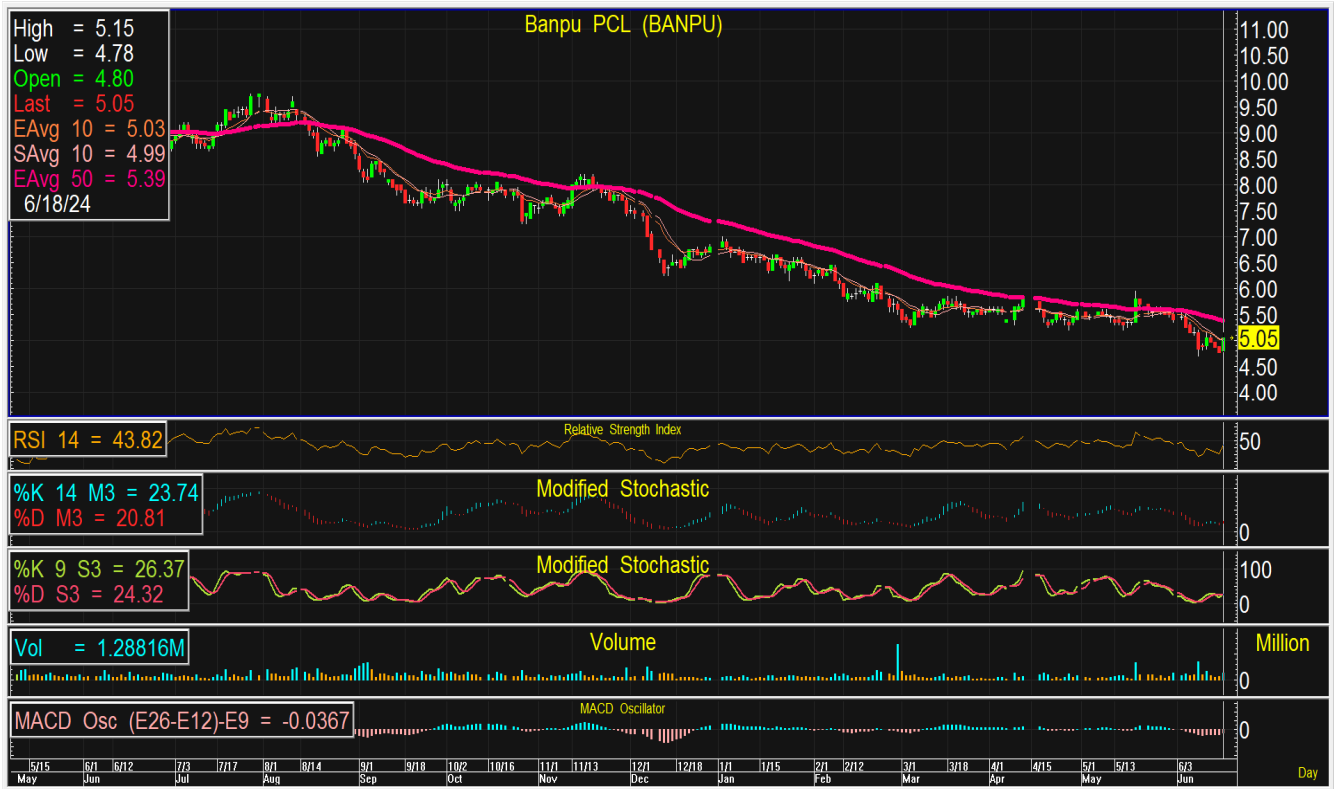 Banpu PCL (BANPU)
High = 5.15
Low = 4.78
Open = 4.80
Last = 5.05
EAvg 10 = 5.03
SAvg 10 = 4.99
EAvg 50 = 5.39
6/18/24
11.00
10.50
10.00
9.50
9.00
8.50
8.00
7.50
7.00
6.50
6.00
5.50
5.05
4.50
4.00
Relative Strength Index
RSI 14 = 43.82
50
Modified Stochastic
%K 14 M3 = 23.74
%D M3 = 20.81
0
Modified Stochastic
%K 9 S3 = 26.37
%D S3 = 24.32
100
0
Volume
Vol = 1.28816M
Million
0
MACD Oscillator
MACD Osc (E26-E12)-E9 = -0.0367
0
5/15 6/1 6/12 7/3 7/17 8/1 8/14 9/1 9/18 10/2 10/16 11/1 11/13 12/1 12/18 1/1 1/15 2/1 2/12 3/1 3/18 4/1 4/15 5/1 5/13 6/3
May Jun Jul Aug Sep Oct Nov Dec Jan Feb Mar Apr May Jun
Day